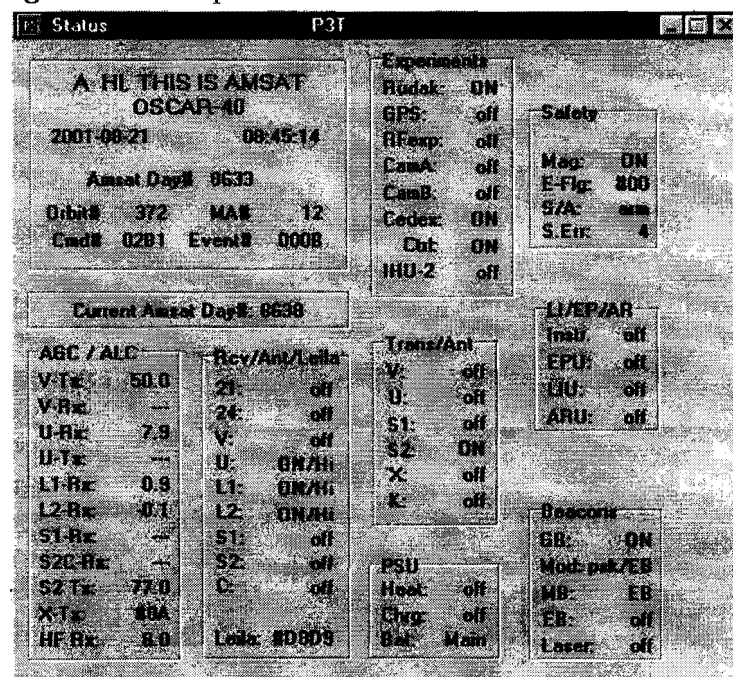 Status P3T
A HI, THIS IS AMSAT
OSCAR-40
2001-08-21 08:45:14
Amsat Day# 8633
Orbit# 372 MA# 12
Cmd# 0281 Event# 000B
Current Amsat Day#: 8638
AGC / ALC
V-Tx: 50.0
V-Rx: ---
U-Rx: 7.9
U-Tx: ---
L1-Rx: 0.9
L2-Rx: -0.1
S1-Rx: ---
S2C-Rx: ---
S2 Tx: 77.0
X-Tx: #0A
HF Rx: 8.0
Rcv/Ant/Leila
21: off
24: off
V: off
U: ON/Hi
L1: ON/Hi
L2: ON/Hi
S1: off
S2: off
C: off
Leila: #D8D9
Experiments
Rudak: ON
GPS: off
RFexp: off
CamA: off
CamB: off
Cedex: ON
Cut: ON
IHU-2 off
Trans/Ant
V: off
U: off
S1: off
S2: ON
X: off
K: off
PSU
Heat: off
Chrg: off
Bat: Main
Safety
Mag: ON
E-Flg: #00
S/A: arm
S.Err: 4
LI/EP/AR
Instr. off
EPU: off
LIU: off
ARU: off
Beacons
GB: ON
Mod: psk/EB
MB: EB
EB: off
Laser: off